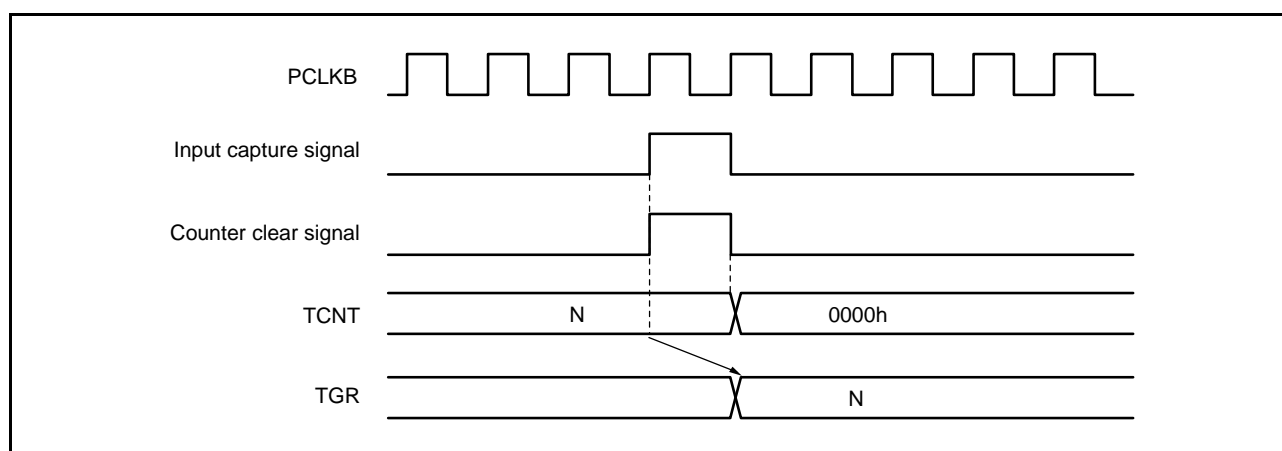 PCLKB
Input capture signal
Counter clear signal
TCNT N 0000h
TGR N